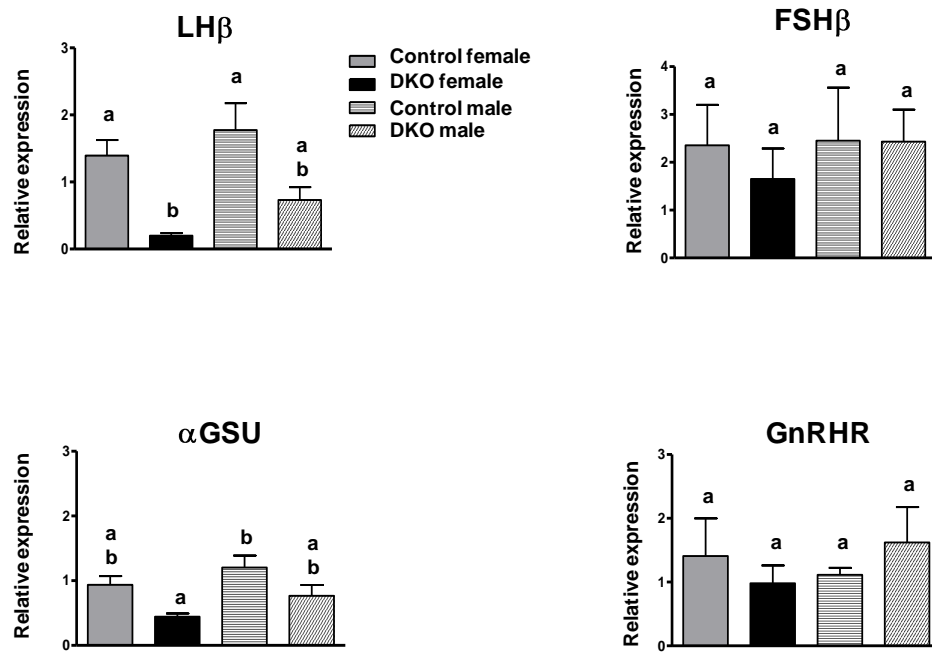 LHβ
Relative expression
3
2
1
0
a
b
a
a
b
Control female
DKO female
Control male
DKO male
FSHβ
Relative expression
4
3
2
1
0
a
a
a
a
αGSU
Relative expression
3
2
1
0
a
b
a
b
a
b
GnRHR
Relative expression
3
2
1
0
a
a
a
a